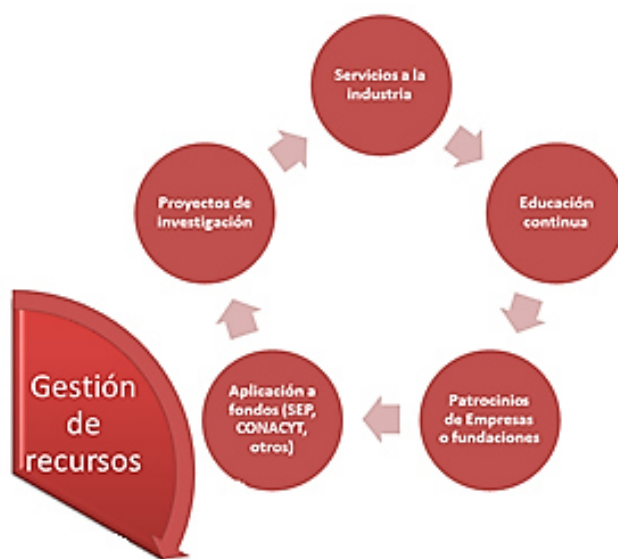 Servicios a la
industria
Educación
continua
Patrocinios
de Empresas
o fundaciones
Aplicación a
fondos (SEP,
CONACYT,
otros)
Proyectos de
investigación
Gestión
de
recursos